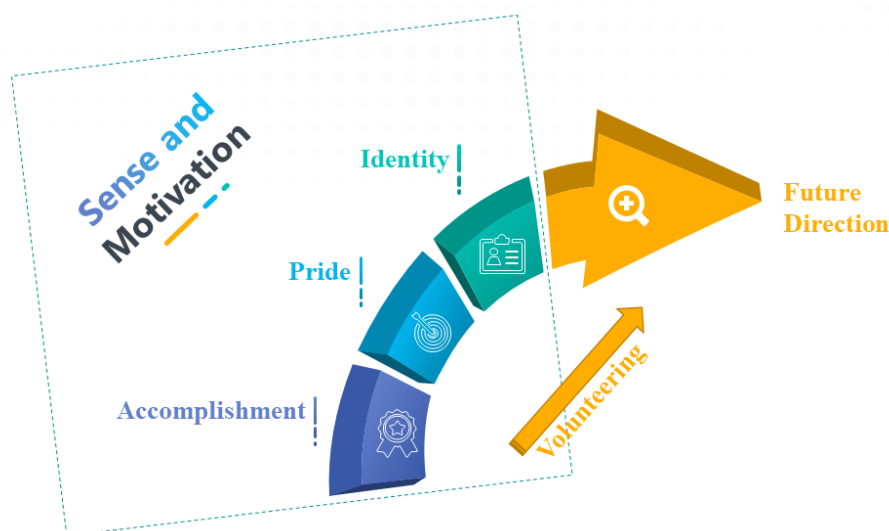 Sense and
Motivation
Identity
Pride
Accomplishment
Future
Direction
Volunteering